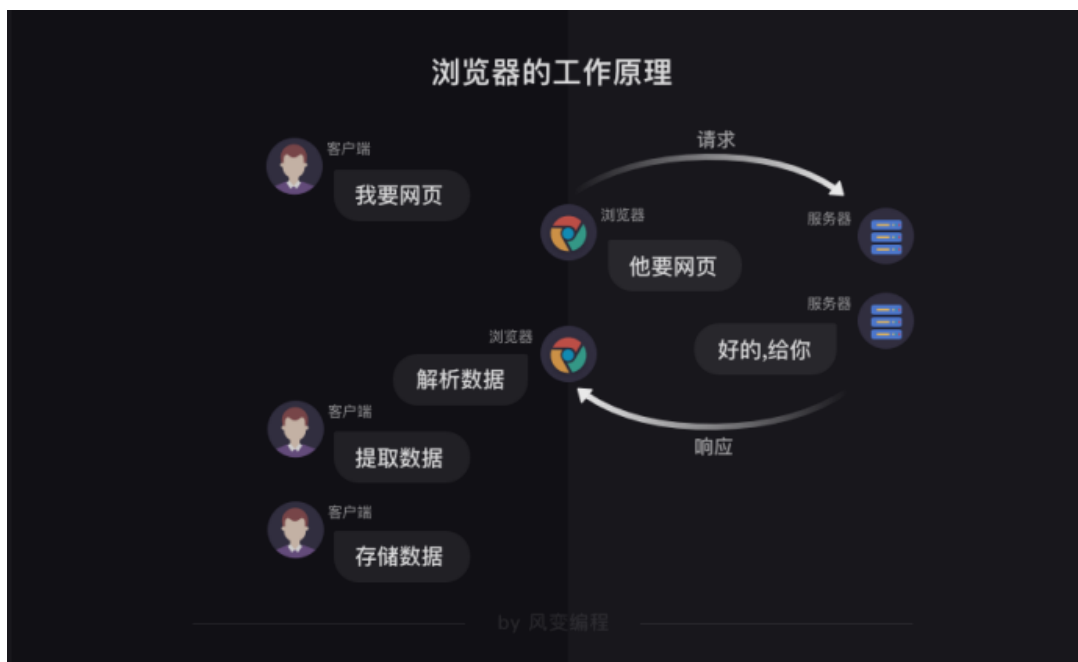 浏览器的工作原理
请求
客户端
我要网页
浏览器
服务器
他要网页
服务器
好的,给你
浏览器
解析数据
客户端
提取数据
响应
客户端
存储数据
by 风变编程